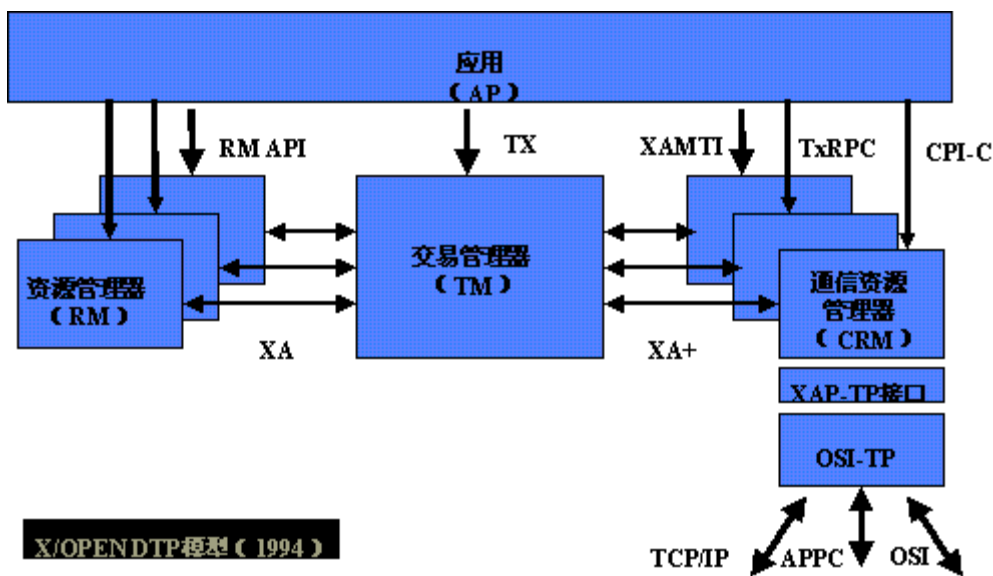 应用
（AP）
RM API
TX
XAMTI
TxRPC
CPI-C
资源管理器
（RM）
交易管理器
（TM）
通信资源
管理器
（CRM）
XA
XA+
XAP-TP接口
OSI-TP
TCP/IP
APPC
OSI
X/OPEN DTP模型（1994）